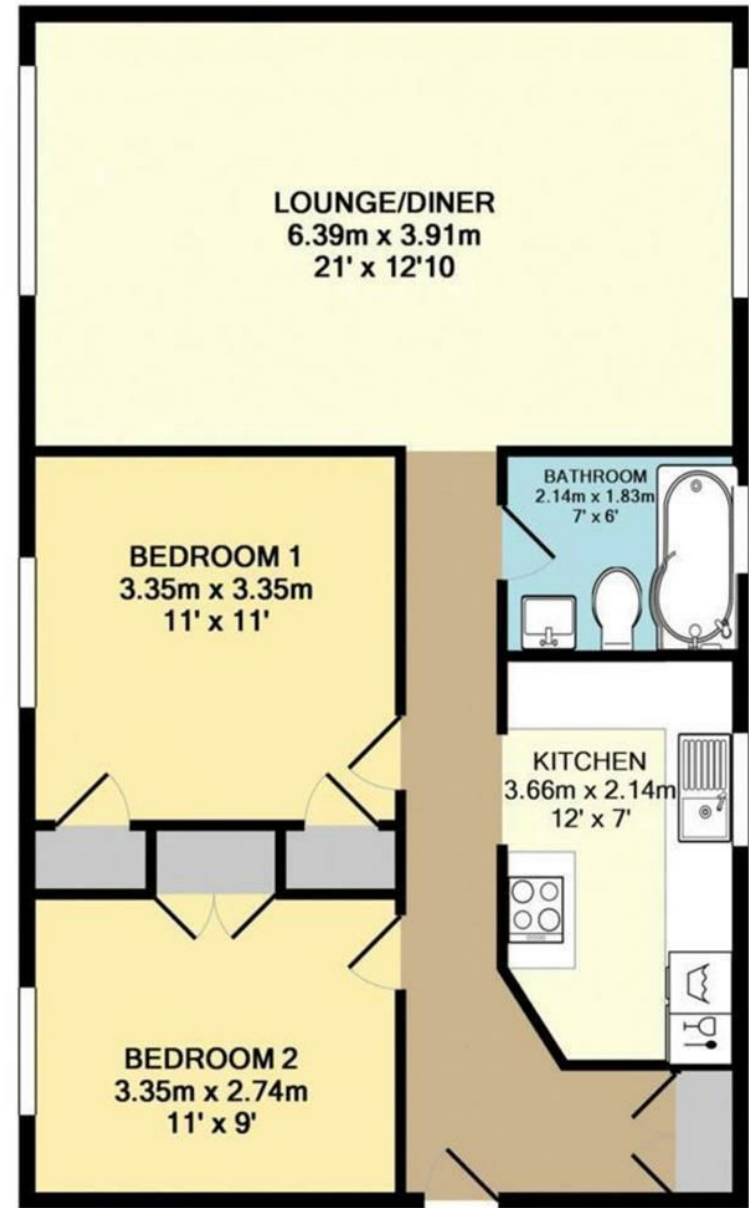 LOUNGE/DINER
6.39m x 3.91m
21' x 12'10
BEDROOM 1
3.35m x 3.35m
11' x 11'
BATHROOM
2.14m x 1.83m
7' x 6'
KITCHEN
3.66m x 2.14m
12' x 7'
BEDROOM 2
3.35m x 2.74m
11' x 9'